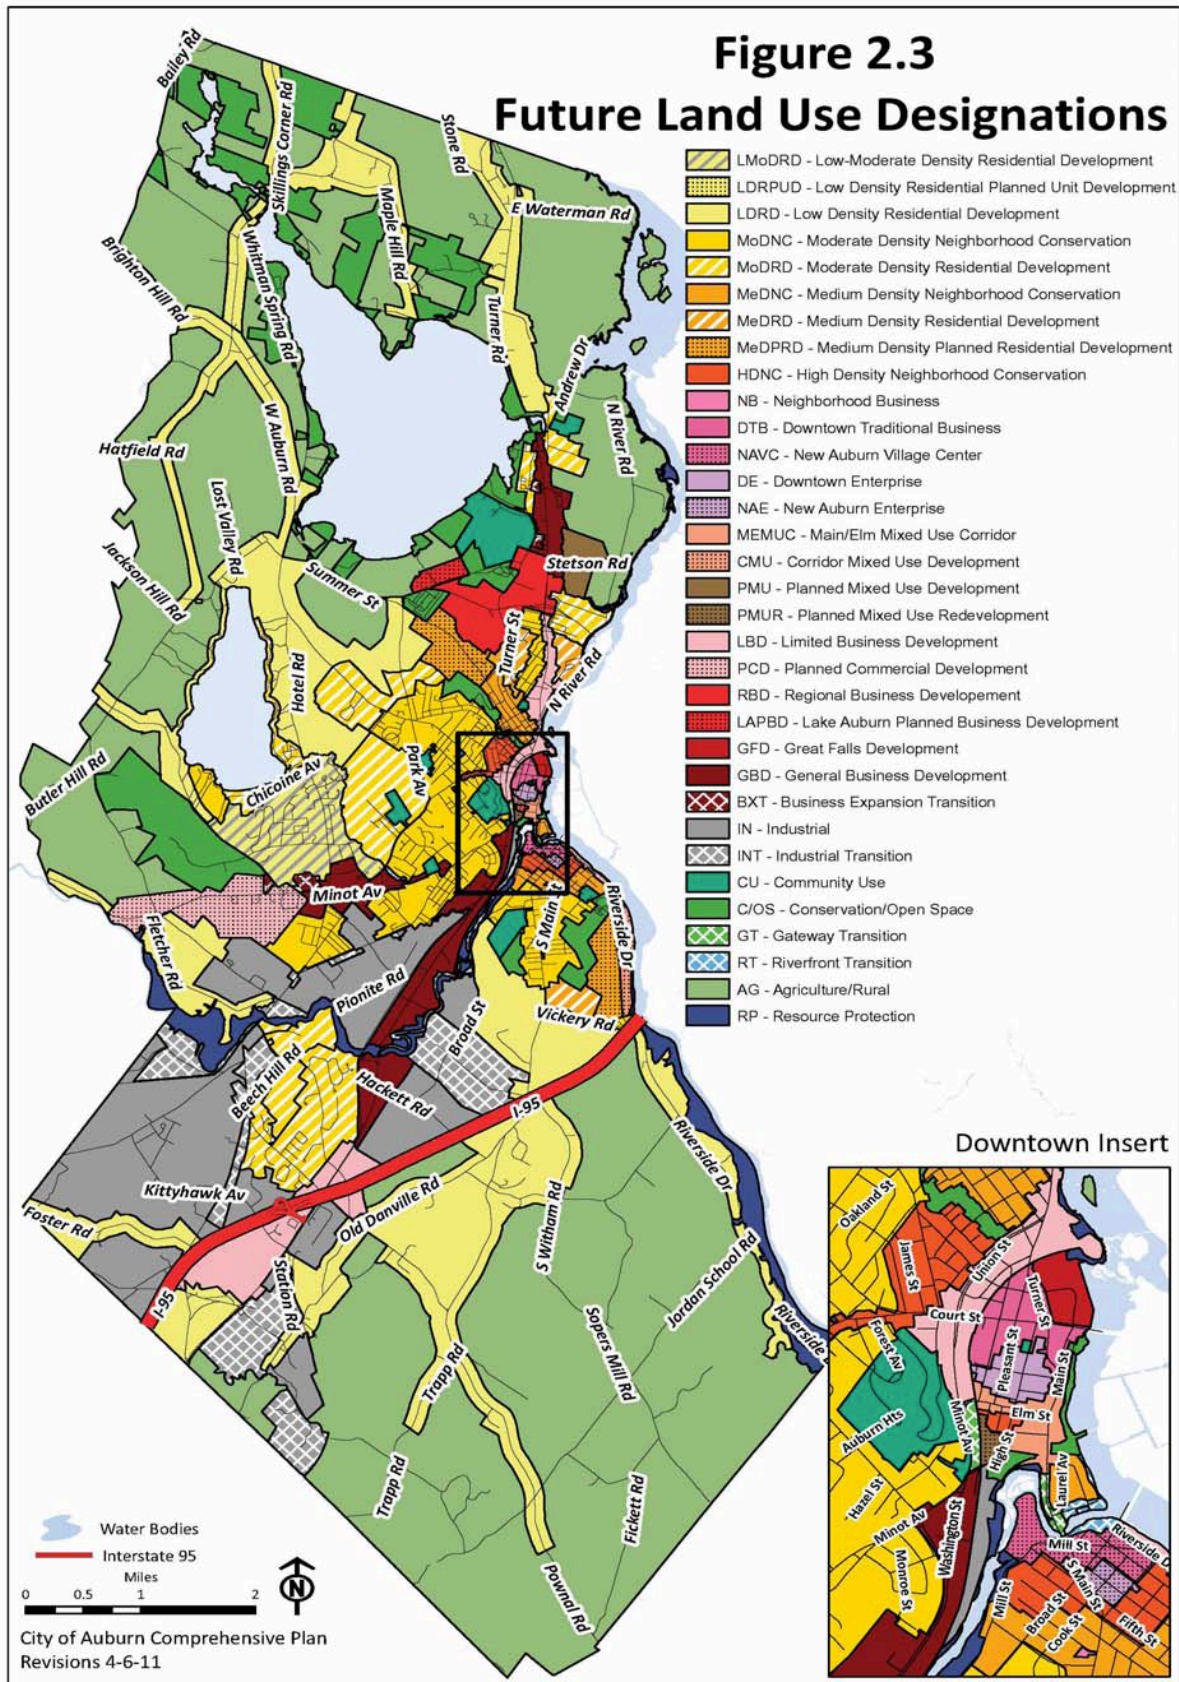 Figure 2.3
Future Land Use Designations
LMoDRD - Low-Moderate Density Residential Development
LDRPUD - Low Density Residential Planned Unit Development
LDRD - Low Density Residential Development
MoDNC - Moderate Density Neighborhood Conservation
MoDRD - Moderate Density Residential Development
MeDNC - Medium Density Neighborhood Conservation
MeDRD - Medium Density Residential Development
MeDPRD - Medium Density Planned Residential Development
HDNC - High Density Neighborhood Conservation
NB - Neighborhood Business
DTB - Downtown Traditional Business
NAVC - New Auburn Village Center
DE - Downtown Enterprise
NAE - New Auburn Enterprise
MEMUC - Main/Elm Mixed Use Corridor
CMU - Corridor Mixed Use Development
PMU - Planned Mixed Use Development
PMUR - Planned Mixed Use Redevelopment
LBD - Limited Business Development
PCD - Planned Commercial Development
RBD - Regional Business Developement
LAPBD - Lake Auburn Planned Business Development
GFD - Great Falls Development
GBD - General Business Development
BXT - Business Expansion Transition
IN - Industrial
INT - Industrial Transition
CU - Community Use
C/OS - Conservation/Open Space
GT - Gateway Transition
RT - Riverfront Transition
AG - Agriculture/Rural
RP - Resource Protection
Bailey Rd
Skillings Corner Rd
Stone Rd
Maple Hill Rd
E Waterman Rd
Whitman Spring Rd
Brighton Hill Rd
Turner Rd
Andrew Dr
N River Rd
W Auburn Rd
Hatfield Rd
Lost Valley Rd
Jackson Hill Rd
Summer St
Stetson Rd
Turner St
Hotel Rd
N River Rd
Park Av
Chicoine Av
Butler Hill Rd
Minot Av
S Main St
Riverside Dr
Fletcher Rd
Pionite Rd
Broad St
Vickery Rd
Beech Hill Rd
Hackett Rd
I-95
Riverside Dr
Kittyhawk Av
Old Danville Rd
Foster Rd
S Witham Rd
Jordan School Rd
Station Rd
I-95
Sopers Mill Rd
Riverside D
Trapp Rd
Trapp Rd
Fickett Rd
Pownal Rd
Downtown Insert
Oakland St
James St
Union St
Turner St
Court St
Forest Av
Pleasant St
Main St
Elm St
Minot Av
Auburn Hts
High St
Laurel Av
Hazel St
Minot Av
Washington St
Monroe St
Mill St
Riverside D
S Main St
Mill St
Broad St
Cook St
Fifth St
Water Bodies
Interstate 95
Miles
0 0.5 1 2
N
City of Auburn Comprehensive Plan
Revisions 4-6-11